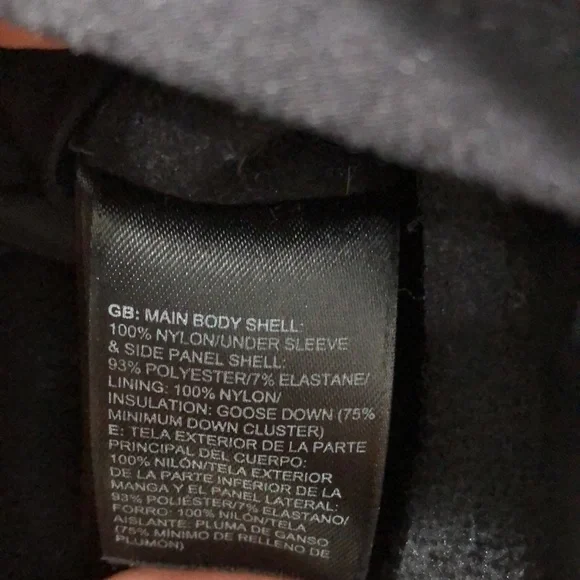 GB: MAIN BODY SHELL:
100% NYLON/UNDER SLEEVE
& SIDE PANEL SHELL:
93% POLYESTER/7% ELASTANE/
LINING: 100% NYLON/
INSULATION: GOOSE DOWN (75%
MINIMUM DOWN CLUSTER)
E: TELA EXTERIOR DE LA PARTE
PRINCIPAL DEL CUERPO:
100% NILÓN/TELA EXTERIOR
DE LA PARTE INFERIOR DE LA
MANGA Y EL PANEL LATERAL:
93% POLIÉSTER/7% ELASTANO/
FORRO: 100% NILÓN/TELA
AISLANTE: PLUMA DE GANSO
(75% MÍNIMO DE RELLENO DE
PLUMÓN)